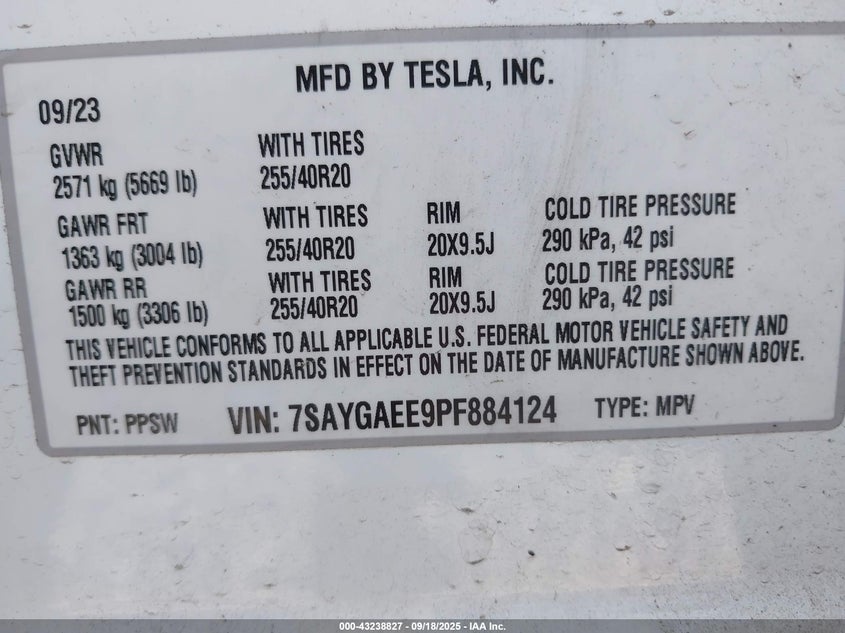 MFD BY TESLA, INC.
09/23
GVWR WITH TIRES
2571 kg (5669 lb) 255/40R20
GAWR FRT WITH TIRES RIM COLD TIRE PRESSURE
1363 kg (3004 lb) 255/40R20 20X9.5J 290 kPa, 42 psi
GAWR RR WITH TIRES RIM COLD TIRE PRESSURE
1500 kg (3306 lb) 255/40R20 20X9.5J 290 kPa, 42 psi
THIS VEHICLE CONFORMS TO ALL APPLICABLE U.S. FEDERAL MOTOR VEHICLE SAFETY AND
THEFT PREVENTION STANDARDS IN EFFECT ON THE DATE OF MANUFACTURE SHOWN ABOVE.
PNT: PPSW VIN: 7SAYGAEE9PF884124 TYPE: MPV
000-43238827 - 09/18/2025 - IAA Inc.